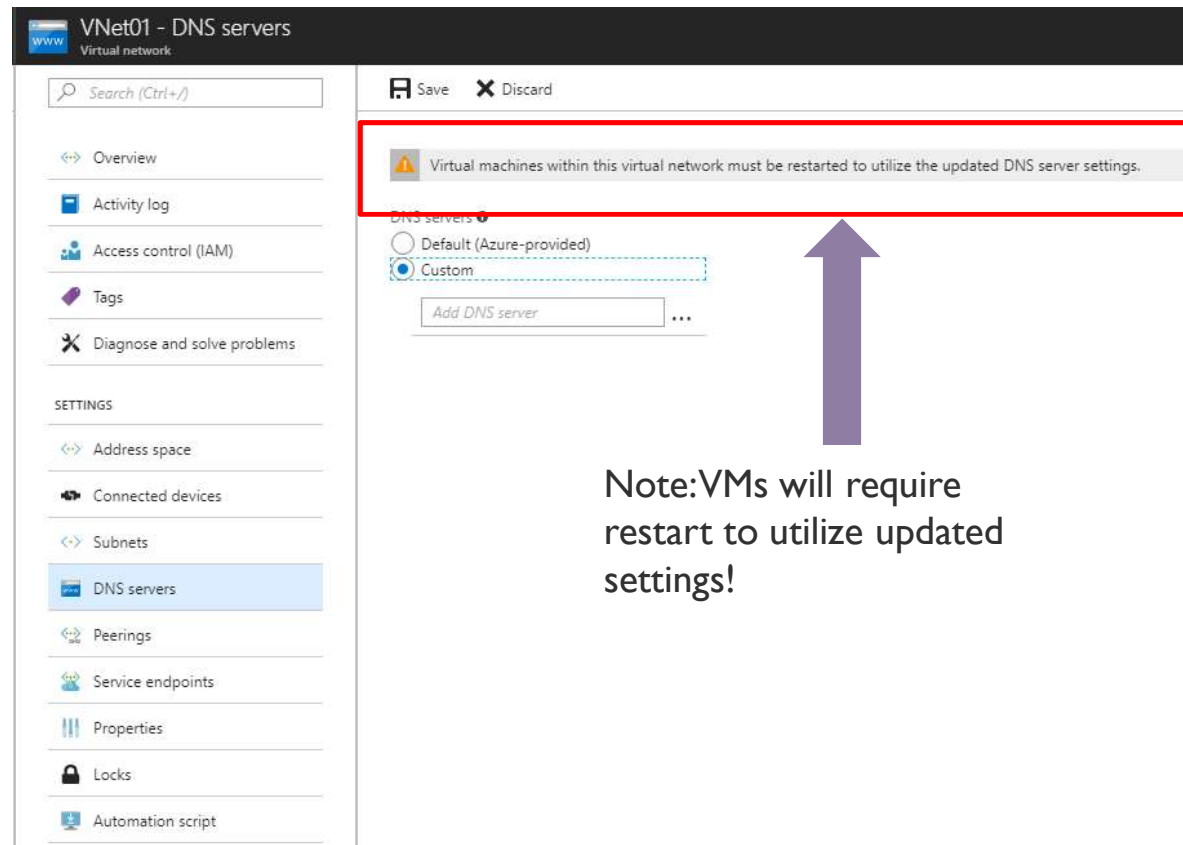 www
VNet01 - DNS servers
Virtual network
Search (Ctrl+/)
Overview
Activity log
Access control (IAM)
Tags
Diagnose and solve problems
SETTINGS
Address space
Connected devices
Subnets
DNS servers
Peerings
Service endpoints
Properties
Locks
Automation script
Save
Discard
Virtual machines within this virtual network must be restarted to utilize the updated DNS server settings.
DNS servers
Default (Azure-provided)
Custom
Add DNS server
...
Note:VMs will require
restart to utilize updated
settings!